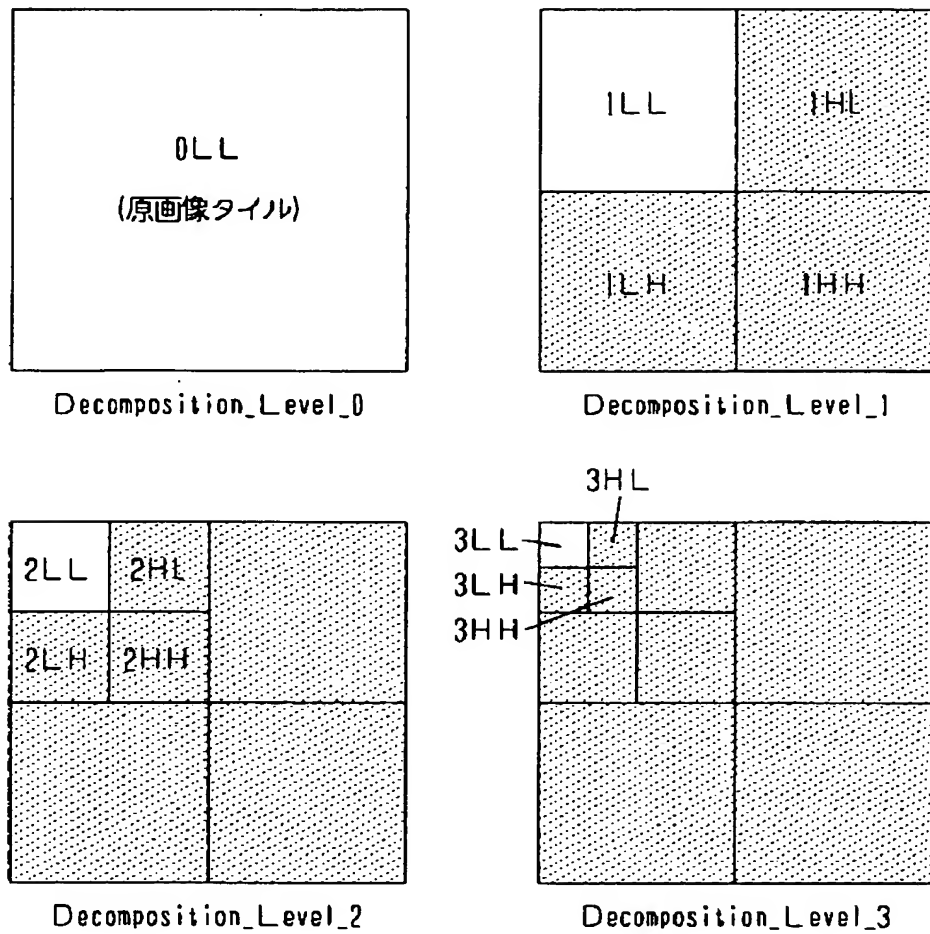 0LL
(原画像タイル)
Decomposition_Level_0
1LL
1HL
1LH
1HH
Decomposition_Level_1
2LL
2HL
2LH
2HH
Decomposition_Level_2
3HL
3LL
3LH
3HH
Decomposition_Level_3